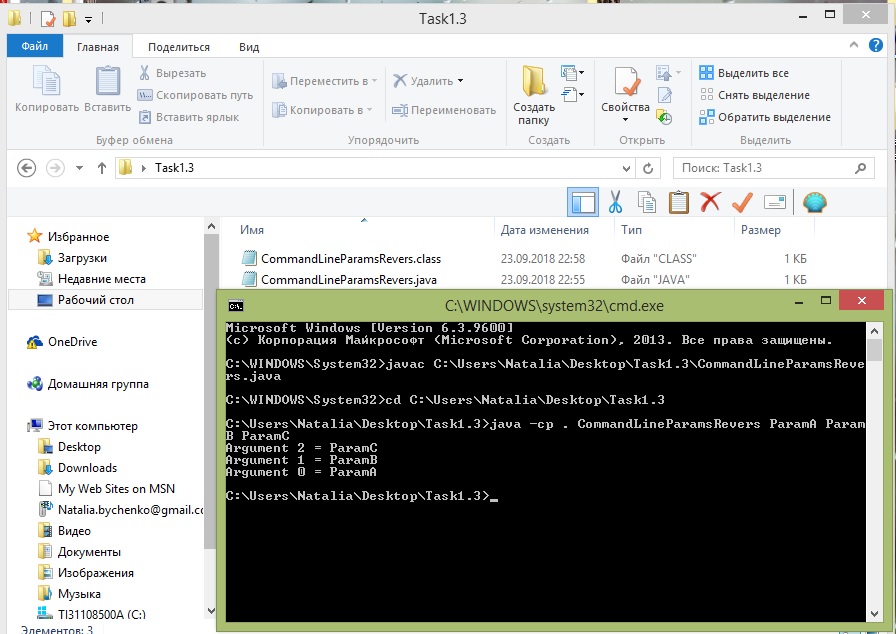 Task1.3
Файл Главная Поделиться Вид
Копировать
Вставить
Вырезать
Скопировать путь
Вставить ярлык
Буфер обмена
Переместить в
Копировать в
Удалить
Переименовать
Упорядочить
Создать
папку
Создать
Свойства
Открыть
Выделить все
Снять выделение
Обратить выделение
Выделить
Task1.3
Поиск: Task1.3
Имя Дата изменения Тип Размер
CommandLineParamsRevers.class 23.09.2018 22:58 Файл "CLASS" 1 КБ
CommandLineParamsRevers.java 23.09.2018 22:55 Файл "JAVA" 1 КБ
Избранное
Загрузки
Недавние места
Рабочий стол
OneDrive
Домашняя группа
Этот компьютер
Desktop
Downloads
My Web Sites on MSN
Natalia.bychenko@gmail.co
Видео
Документы
Изображения
Музыка
TI31108500A (C:)
Элементов: 3
C:\WINDOWS\system32\cmd.exe
Microsoft Windows [Version 6.3.9600]
(c) Корпорация Майкрософт (Microsoft Corporation), 2013. Все права защищены.
C:\WINDOWS\System32>javac C:\Users\Natalia\Desktop\Task1.3\CommandLineParamsReve
rs.java
C:\WINDOWS\System32>cd C:\Users\Natalia\Desktop\Task1.3
C:\Users\Natalia\Desktop\Task1.3>java -cp . CommandLineParamsRevers ParamA Param
B ParamC
Argument 2 = ParamC
Argument 1 = ParamB
Argument 0 = ParamA
C:\Users\Natalia\Desktop\Task1.3>_